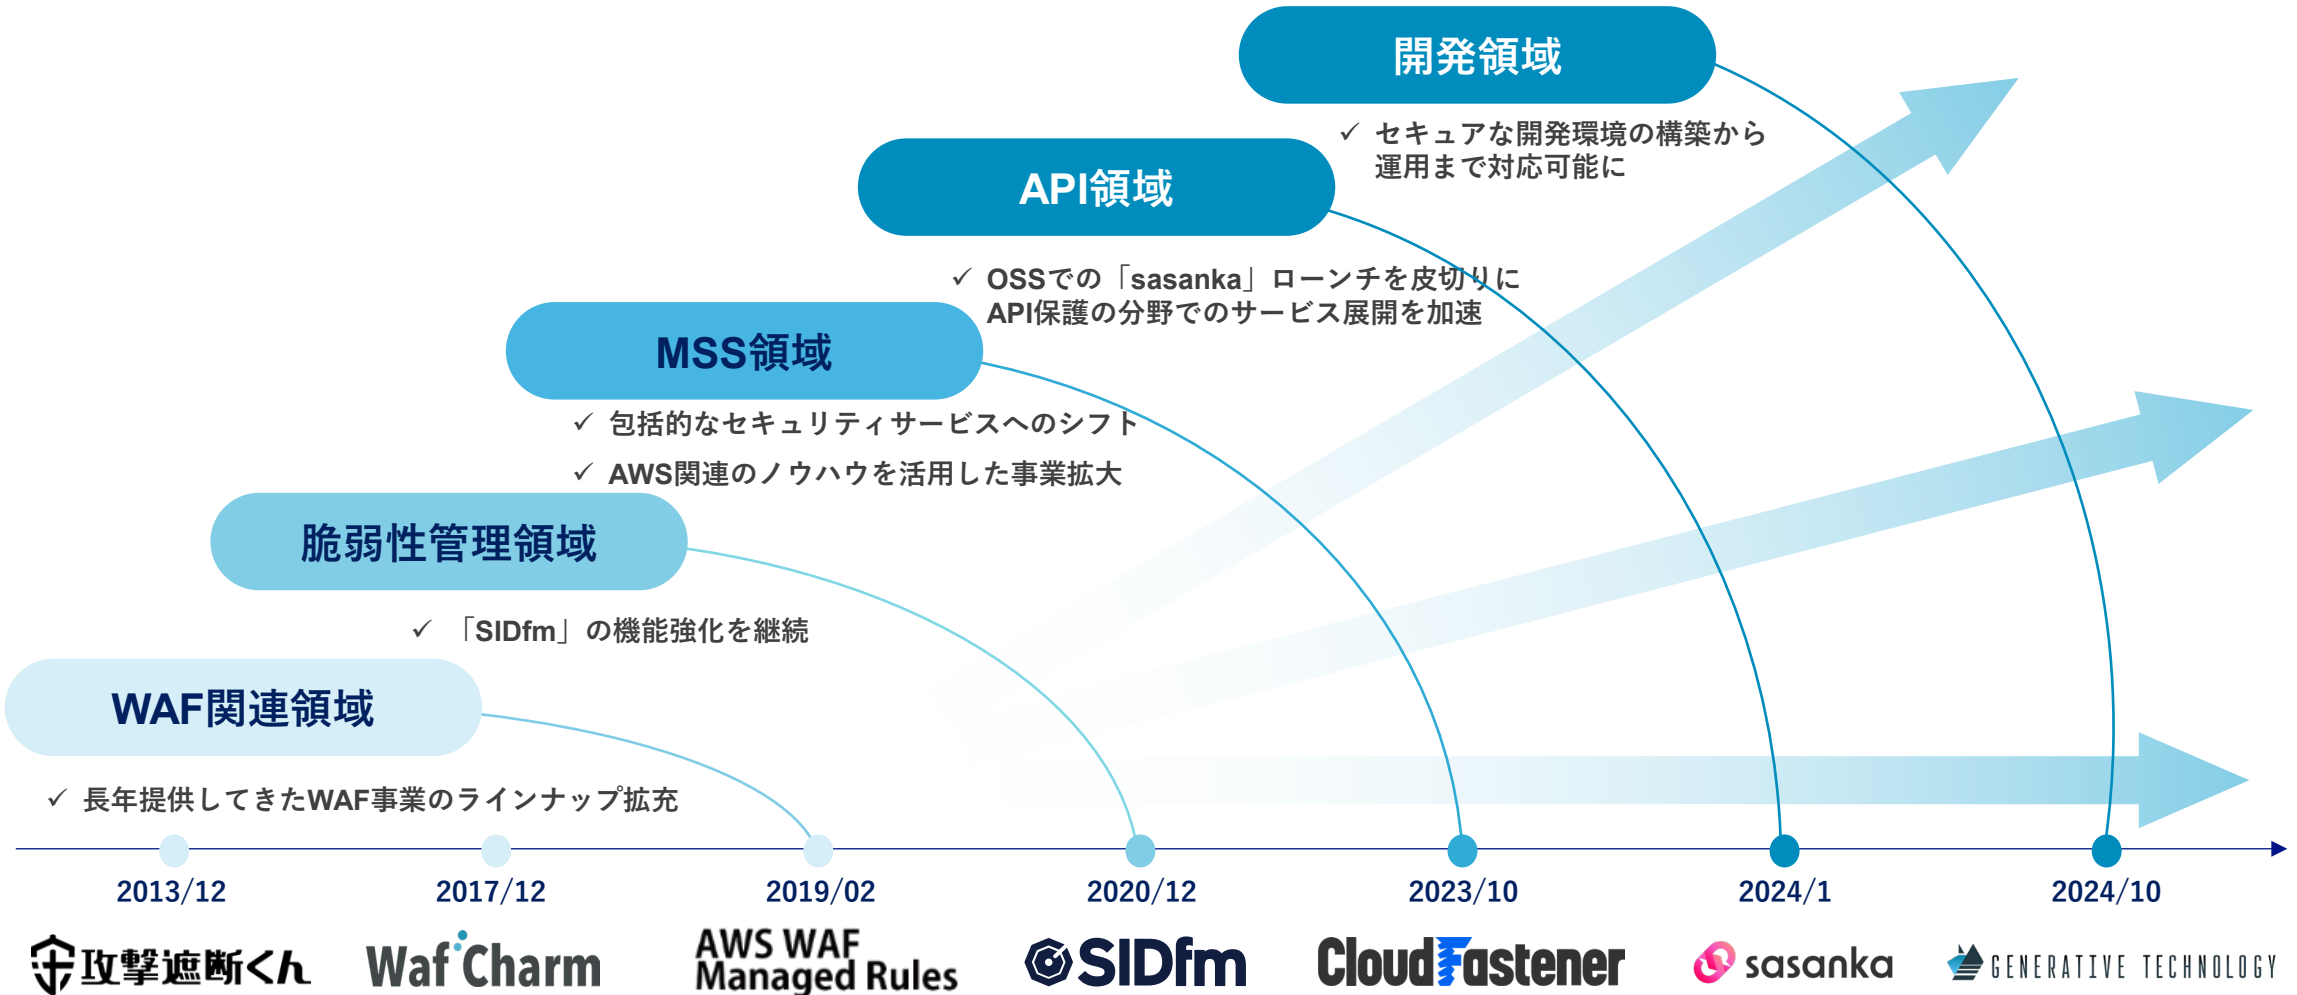 開発領域
✓ セキュアな開発環境の構築から
運用まで対応可能に
API領域
✓ OSSでの「sasanka」ローンチを皮切りに
API保護の分野でのサービス展開を加速
MSS領域
✓ 包括的なセキュリティサービスへのシフト
✓ AWS関連のノウハウを活用した事業拡大
脆弱性管理領域
✓ 「SIDfm」の機能強化を継続
WAF関連領域
✓ 長年提供してきたWAF事業のラインナップ拡充
2013/12
2017/12
2019/02
2020/12
2023/10
2024/1
2024/10
攻撃遮断くん
WafCharm
AWS WAF
Managed Rules
SIDfm
CloudFastener
sasanka
GENERATIVE TECHNOLOGY